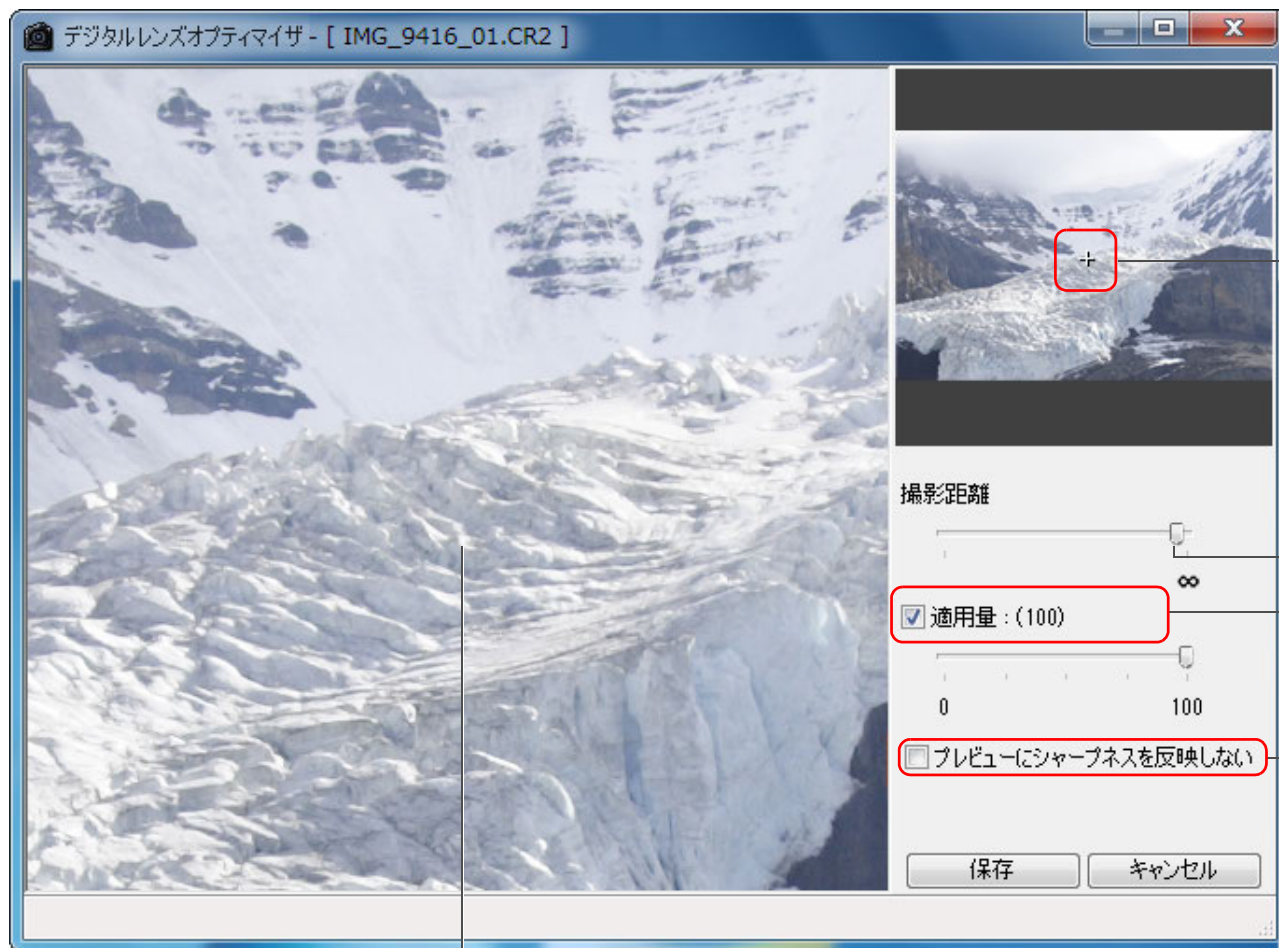 デジタルレンズオプティマイザ - [ IMG_9416_01.CR2 ]
撮影距離
∞
適用量 : (100)
0 100
プレビューにシャープネスを反映しない
保存 キャンセル